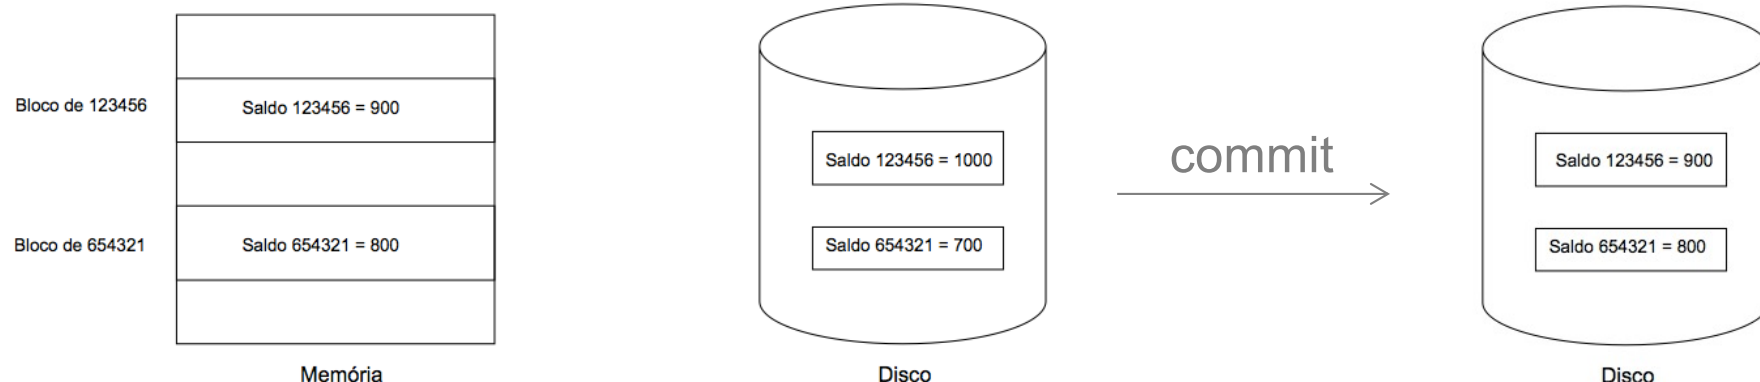 Bloco de 123456
Saldo 123456 = 900
Bloco de 654321
Saldo 654321 = 800
Memória
Saldo 123456 = 1000
Saldo 654321 = 700
Disco
commit
Saldo 123456 = 900
Saldo 654321 = 800
Disco